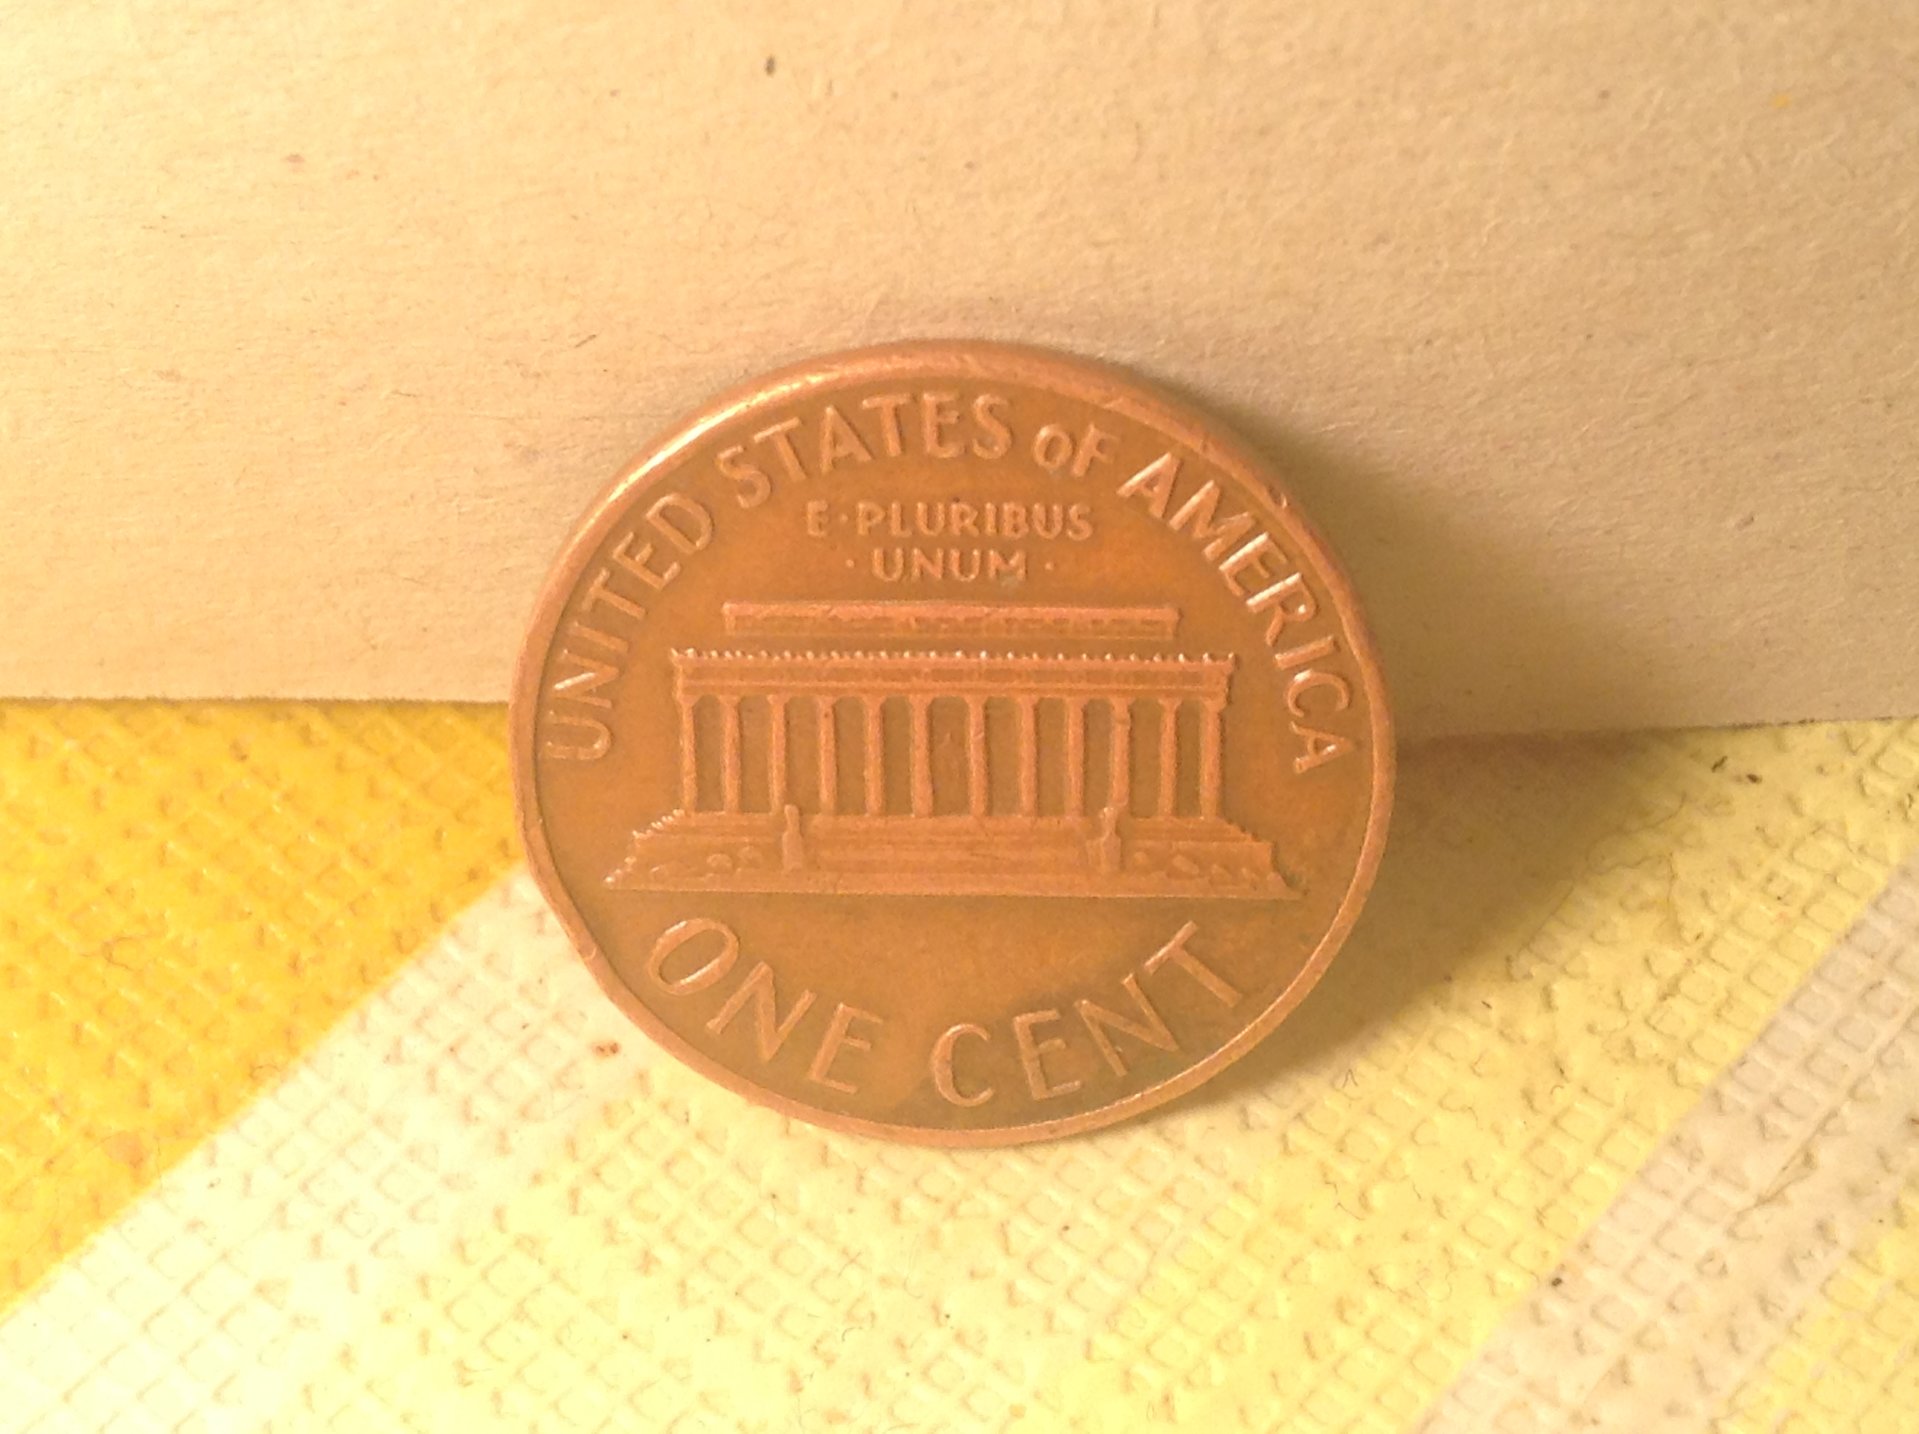 UNITED STATES OF AMERICA
E·PLURIBUS
·UNUM·
ONE CENT